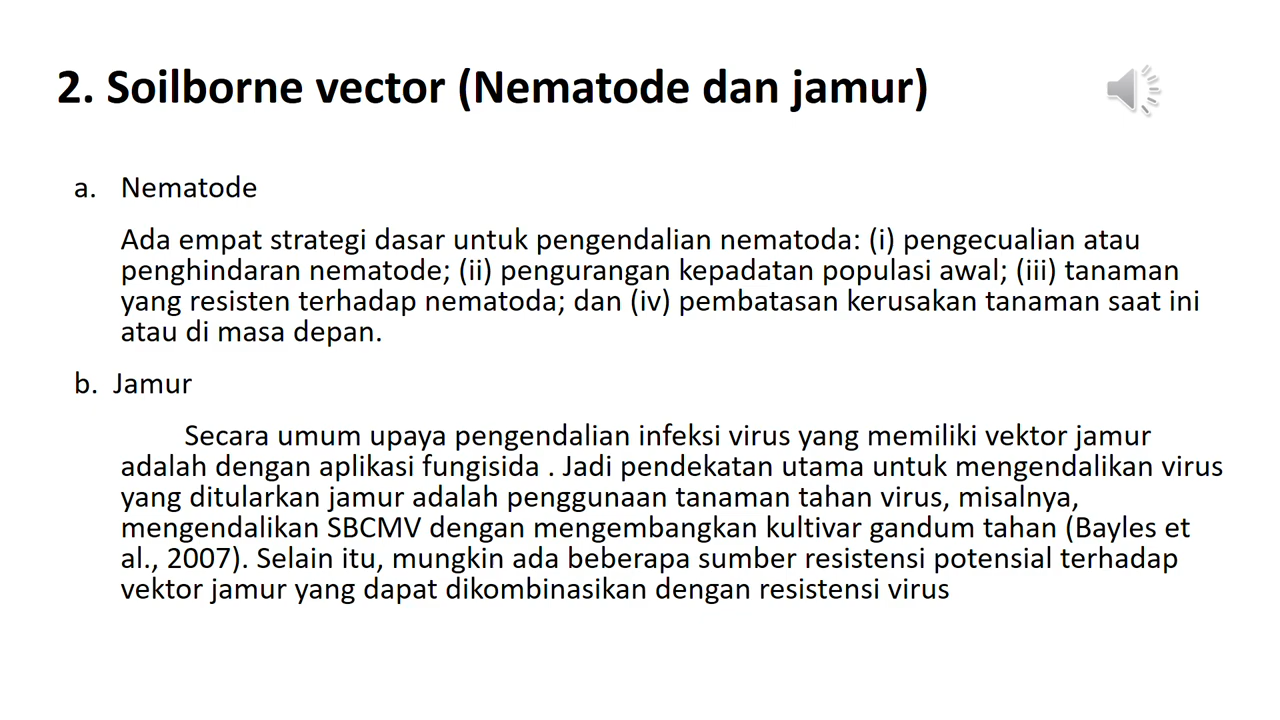 2. Soilborne vector (Nematode dan jamur)
a. Nematode
Ada empat strategi dasar untuk pengendalian nematoda: (i) pengecualian atau
penghindaran nematode; (ii) pengurangan kepadatan populasi awal; (iii) tanaman
yang resisten terhadap nematoda; dan (iv) pembatasan kerusakan tanaman saat ini
atau di masa depan.
b. Jamur
Secara umum upaya pengendalian infeksi virus yang memiliki vektor jamur
adalah dengan aplikasi fungisida . Jadi pendekatan utama untuk mengendalikan virus
yang ditularkan jamur adalah penggunaan tanaman tahan virus, misalnya,
mengendalikan SBCMV dengan mengembangkan kultivar gandum tahan (Bayles et
al., 2007). Selain itu, mungkin ada beberapa sumber resistensi potensial terhadap
vektor jamur yang dapat dikombinasikan dengan resistensi virus